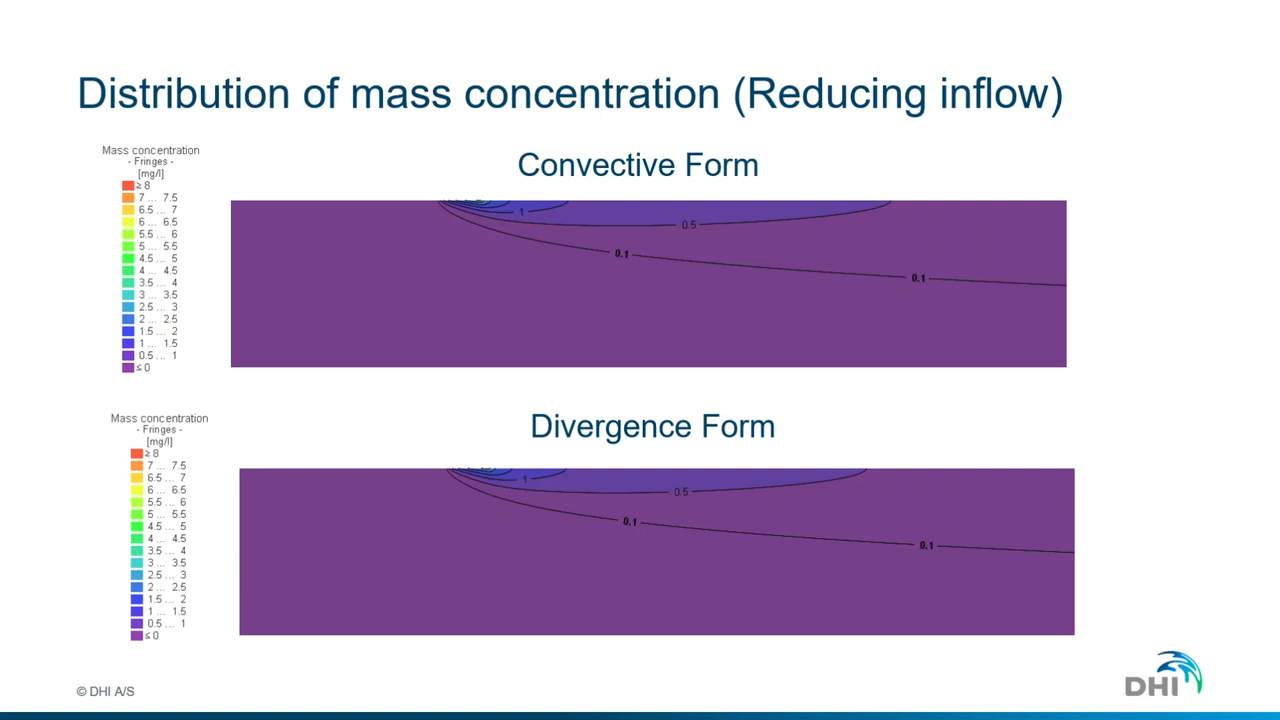 Distribution of mass concentration (Reducing inflow)
Mass concentration
- Fringes -
[mg/l]
≥ 8
7 ... 7.5
6.5 ... 7
6 ... 6.5
5.5 ... 6
5 ... 5.5
4.5 ... 5
4 ... 4.5
3.5 ... 4
3 ... 3.5
2.5 ... 3
2 ... 2.5
1.5 ... 2
1 ... 1.5
0.5 ... 1
≤ 0
Convective Form
1
0.5
0.1
0.1
Mass concentration
- Fringes -
[mg/l]
≥ 8
7 ... 7.5
6.5 ... 7
6 ... 6.5
5.5 ... 6
5 ... 5.5
4.5 ... 5
4 ... 4.5
3.5 ... 4
3 ... 3.5
2.5 ... 3
2 ... 2.5
1.5 ... 2
1 ... 1.5
0.5 ... 1
≤ 0
Divergence Form
1
0.5
0.1
0.1
© DHI A/S
DHI